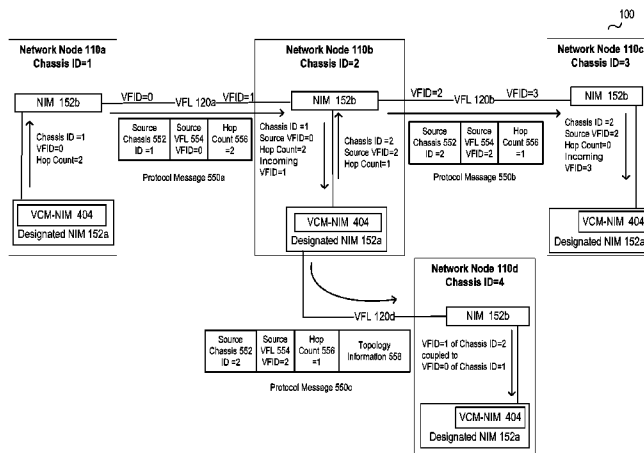 100
Network Node 110a
Chassis ID=1
NIM 152b
Chassis ID =1
VFID=0
Hop Count=2
VCM-NIM 404
Designated NIM 152a
VFID=0
VFL 120a
VFID=1
Source
Chassis 552
ID =1
Source
VFL 554
VFID=0
Hop
Count 556
=2
Protocol Message 550a
Network Node 110b
Chassis ID=2
NIM 152b
Chassis ID =1
Source VFID=0
Hop Count=2
Incoming
VFID=1
Chassis ID=2
Source VFID=2
Hop Count=1
VCM-NIM 404
Designated NIM 152a
VFID=2
VFL 120b
VFID=3
Source
Chassis 552
ID =2
Source
VFL 554
VFID=2
Hop
Count 556
=1
Protocol Message 550b
Network Node 110c
Chassis ID=3
NIM 152b
Chassis ID =2
Source VFID=2
Hop Count=0
Incoming
VFID=3
VCM-NIM 404
Designated NIM 152a
VFL 120d
Source
Chassis 552
ID =2
Source
VFL 554
VFID=2
Hop
Count 556
=1
Topology
Information 558
Protocol Message 550c
Network Node 110d
Chassis ID=4
NIM 152b
VFID=1 of Chassis ID=2
coupled to
VFID=0 of Chassis ID=1
VCM-NIM 404
Designated NIM 152a